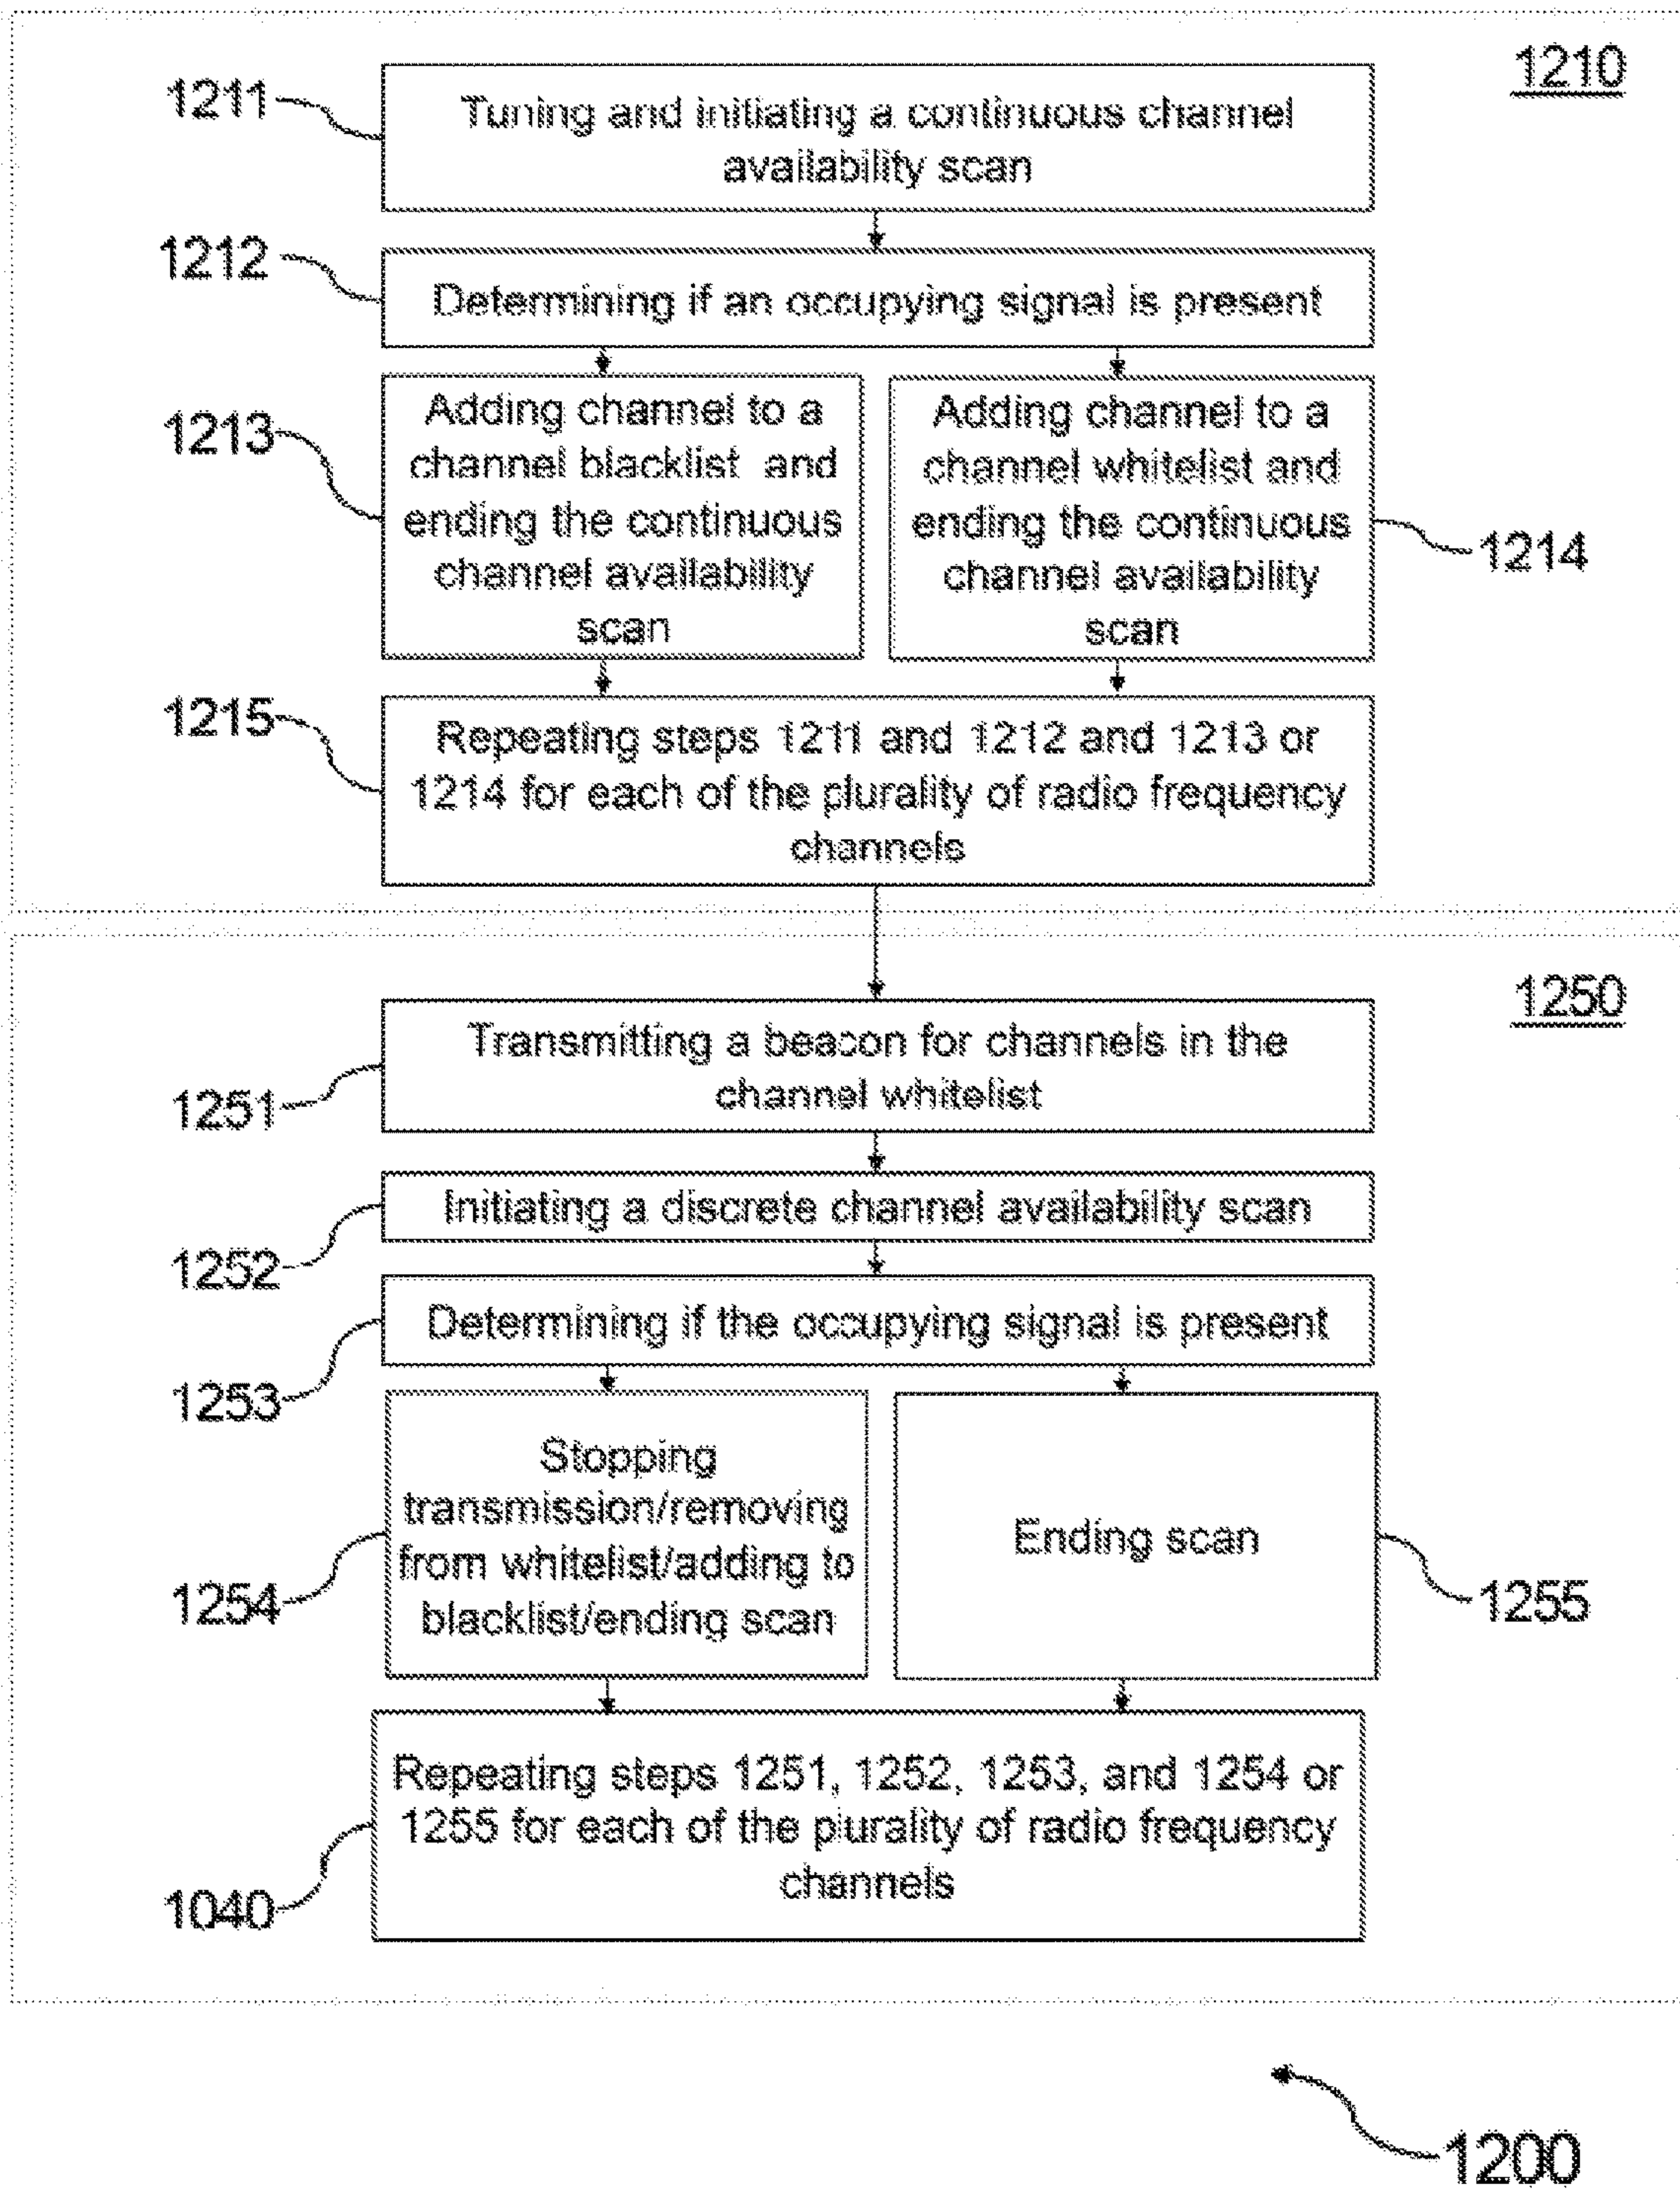 1210
1211
Tuning and initiating a continuous channel
availability scan
1212
Determining if an occupying signal is present
1213
Adding channel to a
channel blacklist and
ending the continuous
channel availability
scan
Adding channel to a
channel whitelist and
ending the continuous
channel availability
scan
1214
1215
Repeating steps 1211 and 1212 and 1213 or
1214 for each of the plurality of radio frequency
channels
1250
Transmitting a beacon for channels in the
channel whitelist
1251
Initiating a discrete channel availability scan
1252
Determining if the occupying signal is present
1253
Stopping
transmission/removing
from whitelist/adding to
blacklist/ending scan
1254
Ending scan
1255
Repeating steps 1251, 1252, 1253, and 1254 or
1255 for each of the plurality of radio frequency
channels
1040
1200